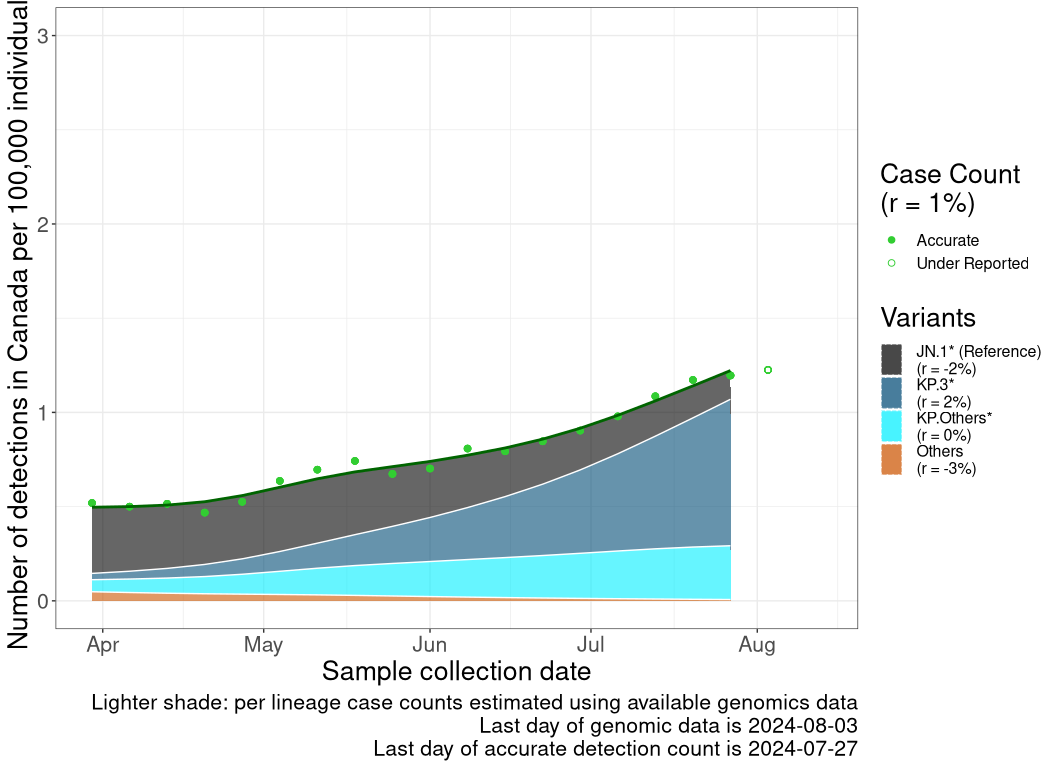 Number of detections in Canada per 100,000 individual
3
2
1
0
Apr
May
Jun
Jul
Aug
Sample collection date
Lighter shade: per lineage case counts estimated using available genomics data
Last day of genomic data is 2024-08-03
Last day of accurate detection count is 2024-07-27
Case Count
(r = 1%)
Accurate
Under Reported
Variants
JN.1* (Reference)
(r = -2%)
KP.3*
(r = 2%)
KP.Others*
(r = 0%)
Others
(r = -3%)